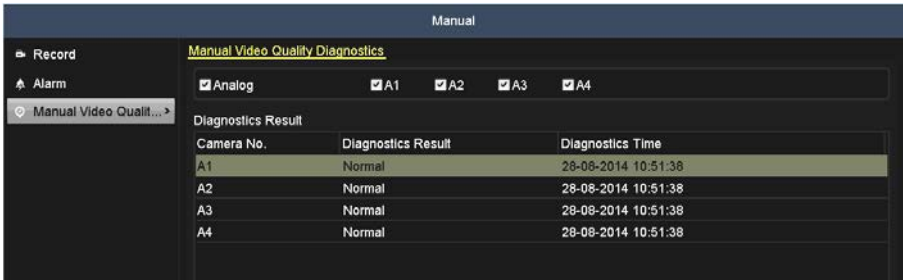 Manual
Record
Manual Video Quality Diagnostics
Alarm
Analog A1 A2 A3 A4
Manual Video Qualit...>
Diagnostics Result
Camera No. Diagnostics Result Diagnostics Time
A1 Normal 28-08-2014 10:51:38
A2 Normal 28-08-2014 10:51:38
A3 Normal 28-08-2014 10:51:38
A4 Normal 28-08-2014 10:51:38